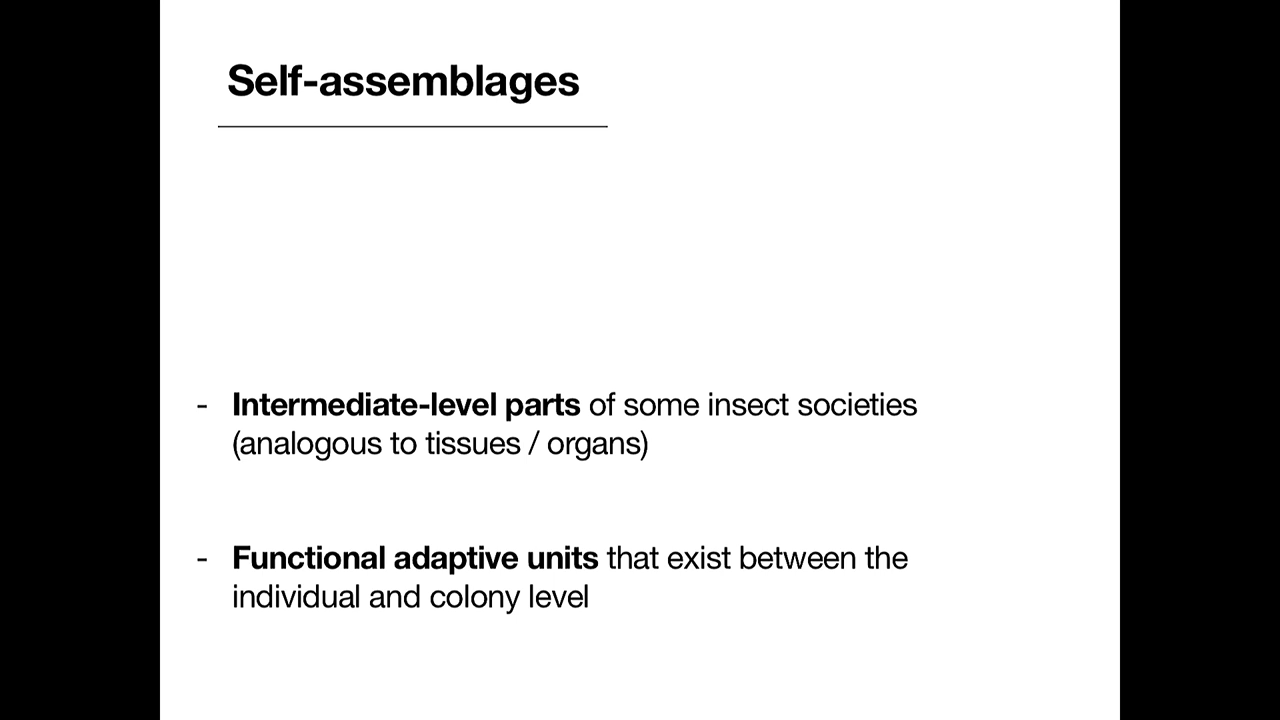 Self-assemblages
- Intermediate-level parts of some insect societies
(analogous to tissues / organs)
- Functional adaptive units that exist between the
individual and colony level